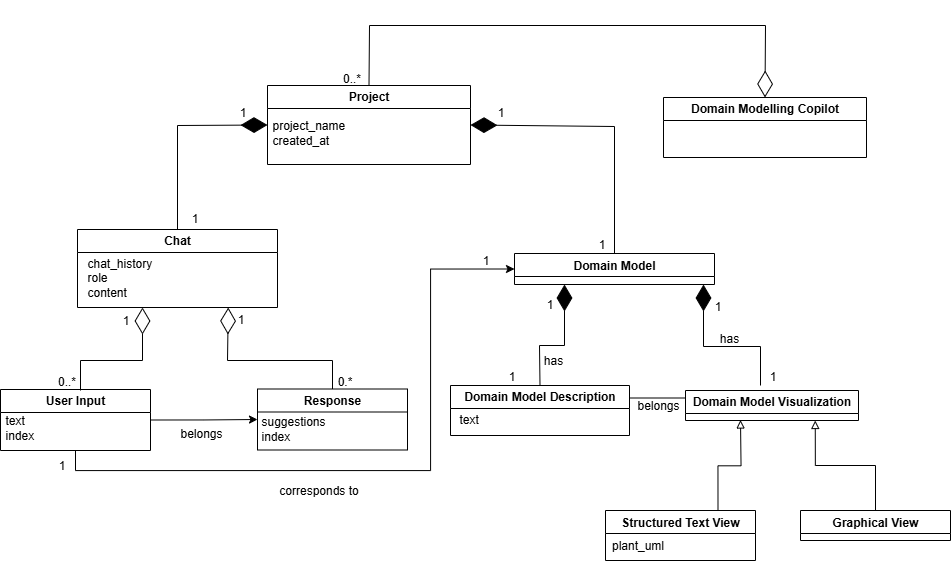 0..*
Project
Domain Modelling Copilot
1
1
project_name
created_at
1
Chat
1
1
Domain Model
chat_history
role
content
1
1
1
1
has
has
0..*
0.*
1
1
User Input
Response
Domain Model Description
Domain Model Visualization
belongs
text
index
suggestions
index
text
belongs
1
corresponds to
Structured Text View
Graphical View
plant_uml